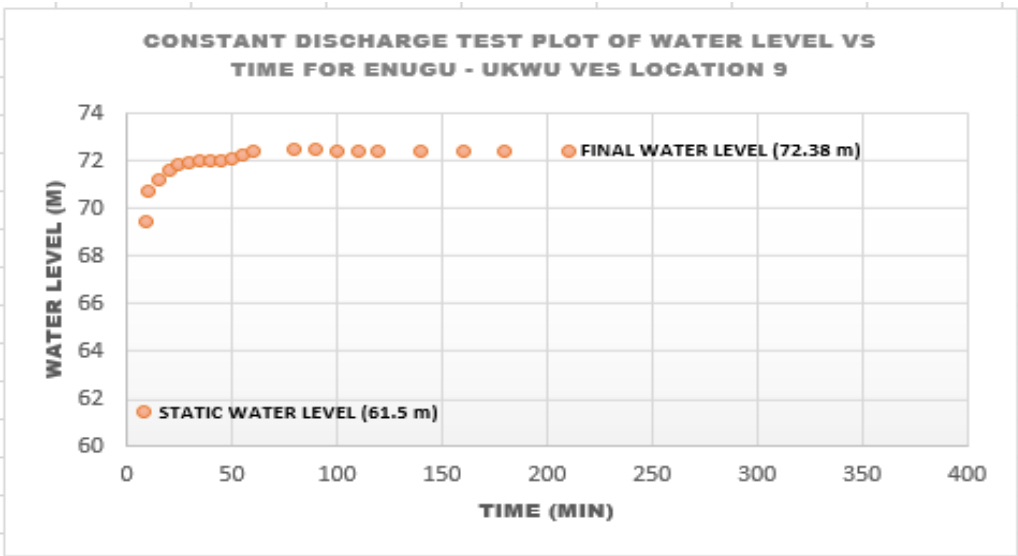 CONSTANT DISCHARGE TEST PLOT OF WATER LEVEL VS
TIME FOR ENUGU - UKWU VES LOCATION 9
WATER LEVEL (M)
74
72
70
68
66
64
62
60
FINAL WATER LEVEL (72.38 m)
STATIC WATER LEVEL (61.5 m)
0 50 100 150 200 250 300 350 400
TIME (MIN)